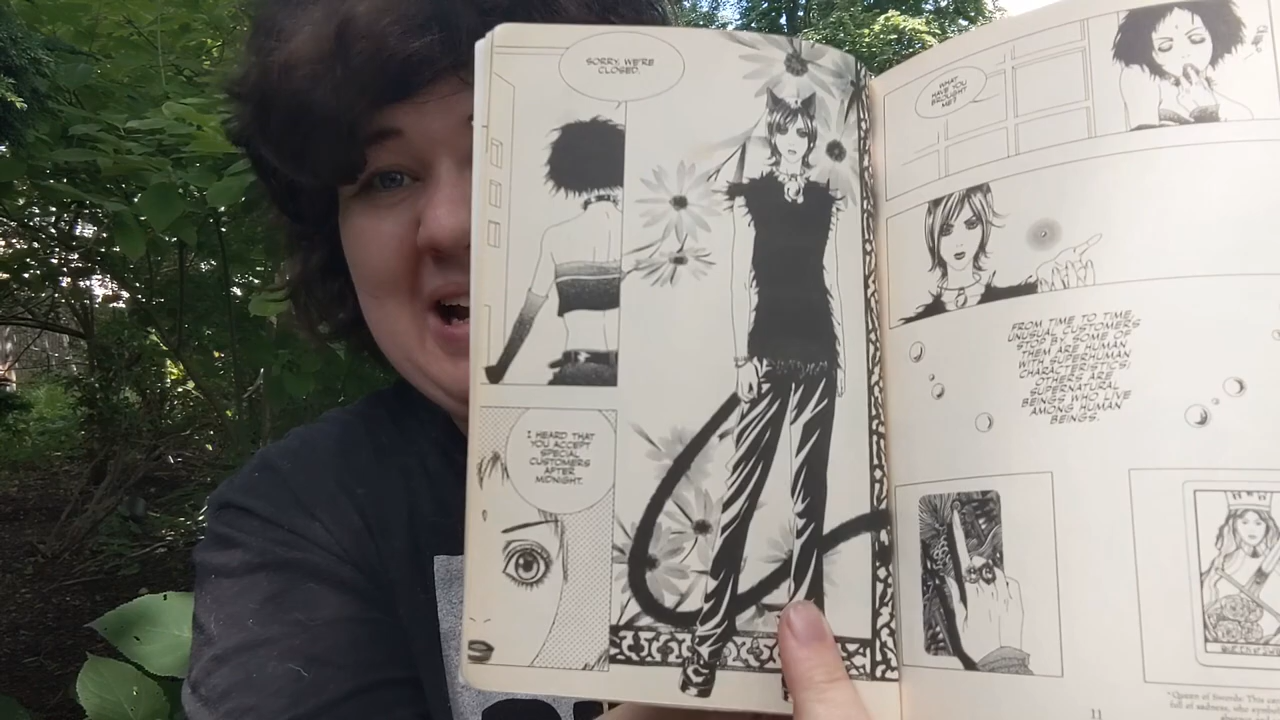 SORRY, WE'RE
CLOSED.
I HEARD THAT
YOU ACCEPT
SPECIAL
CUSTOMERS
AFTER
MIDNIGHT.
WHAT
HAVE YOU
BROUGHT
ME?
FROM TIME TO TIME,
UNUSUAL CUSTOMERS
STOP BY. SOME OF
THEM ARE HUMAN
WITH SUPERHUMAN
CHARACTERISTICS;
OTHERS ARE
SUPERNATURAL
BEINGS WHO LIVE
AMONG HUMAN
BEINGS.
"Queen of Swords: This
full of sadness, who
11